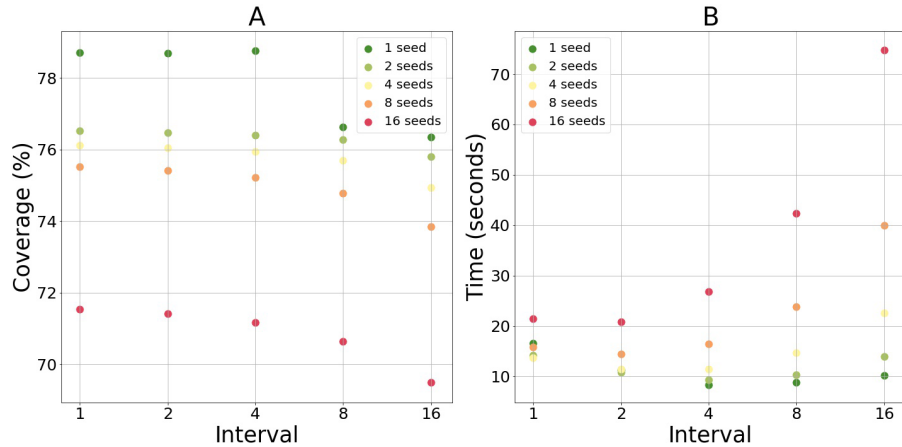 A
Coverage (%)
78
76
74
72
70
1 2 4 8 16
Interval
1 seed
2 seeds
4 seeds
8 seeds
16 seeds
B
Time (seconds)
70
60
50
40
30
20
10
1 2 4 8 16
Interval
1 seed
2 seeds
4 seeds
8 seeds
16 seeds